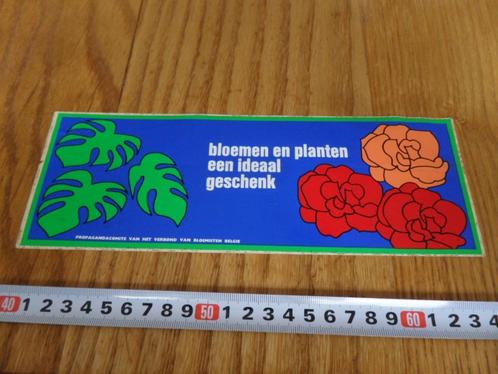 bloemen en planten
een ideaal
geschenk
PROPAGANDACOMITE VAN HET VERBOND VAN BLOEMISTEN BELGIE
40 1 2 3 4 5 6 7 8 9 50 1 2 3 4 5 6 7 8 9 60 1 2 3 4